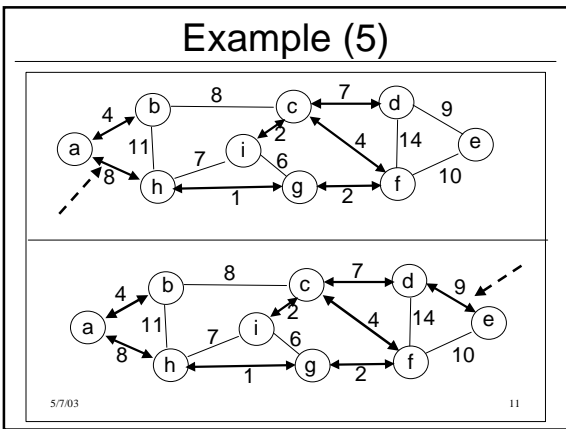 Example (5)
8 7
b c d 9
4 2 e
a 11 i 4 14
7 6
8 h g f 10
1 2
8 7
b c d 9
4 2 e
a 11 i 4 14
7 6
8 h g f 10
1 2
5/7/03 11